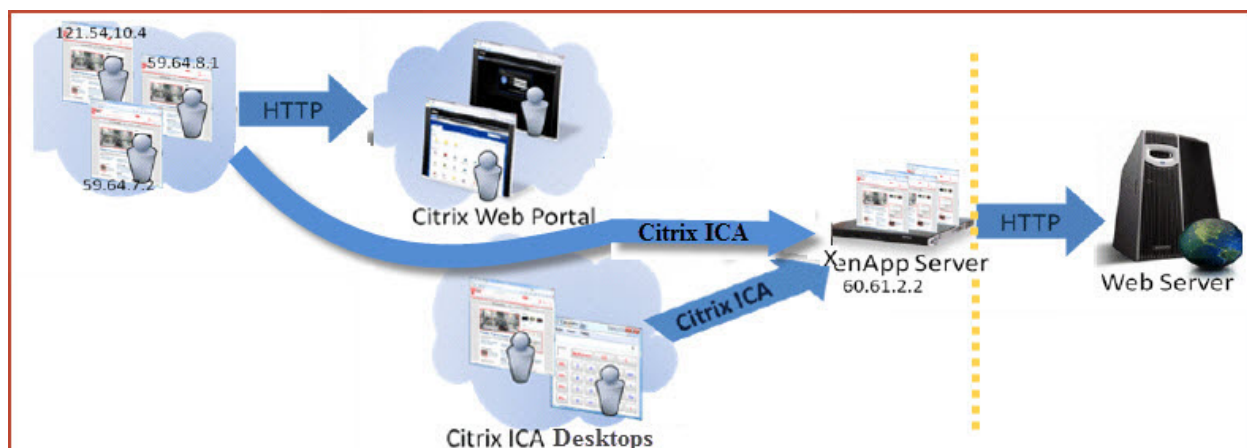 121.54,10.4
59.64.8.1
HTTP
59.64.7.2
Citrix Web Portal
Citrix ICA
XenApp Server
60.61.2.2
HTTP
Web Server
Citrix ICA
Citrix ICA Desktops